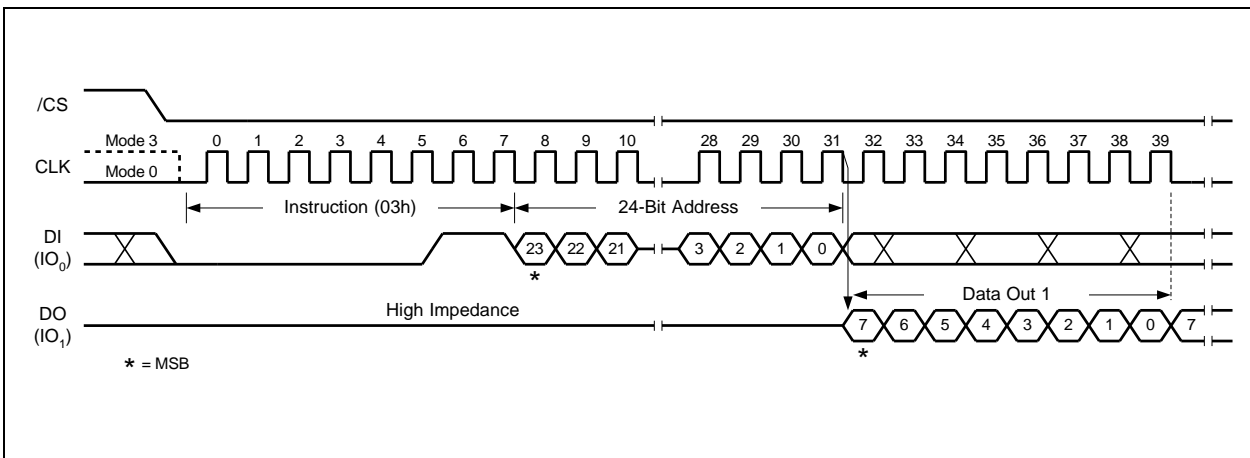 /CS
Mode 3 0 1 2 3 4 5 6 7 8 9 10 28 29 30 31 32 33 34 35 36 37 38 39
CLK Mode 0
Instruction (03h) 24-Bit Address
DI
(IO0) 23 22 21 3 2 1 0
*
High Impedance Data Out 1
DO
(IO1) 7 6 5 4 3 2 1 0 7
*
* = MSB